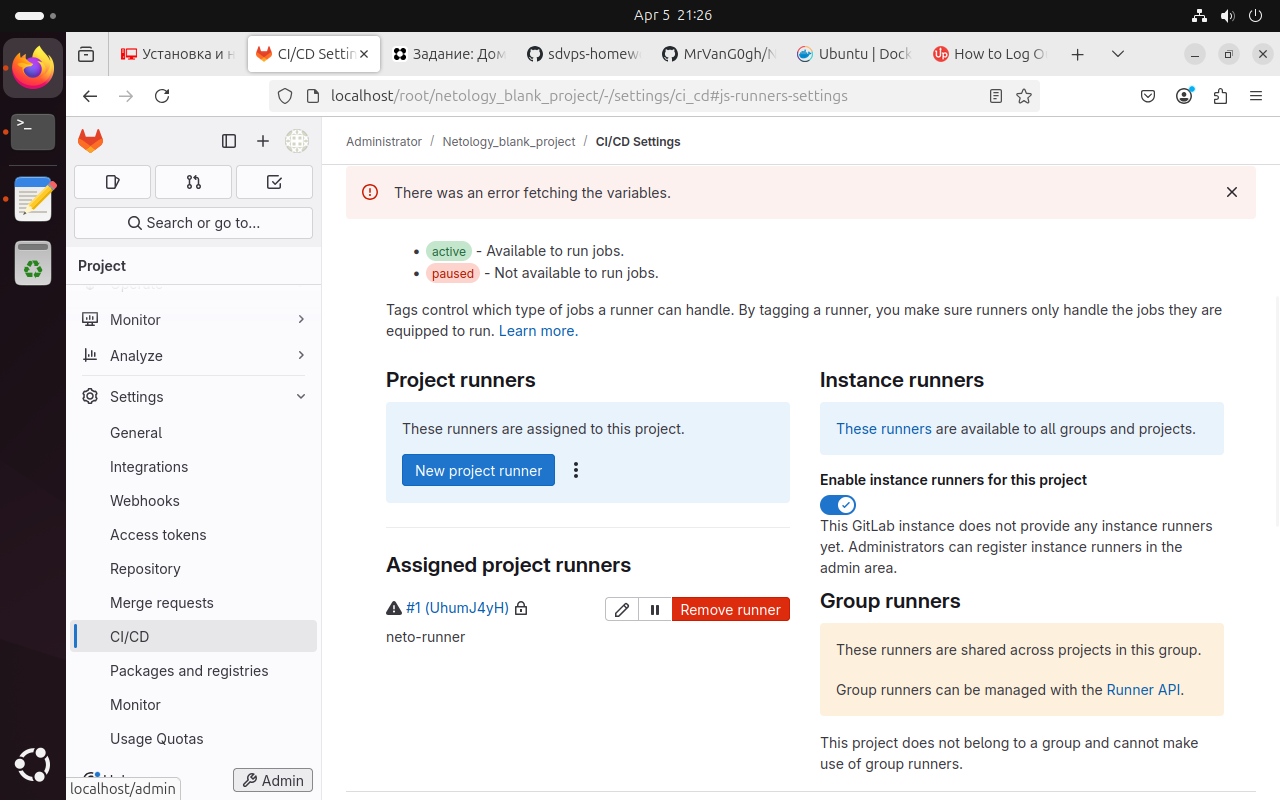 Apr 5 21:26
Установка и н
CI/CD Settin
Задание: Дом
sdvps-homew
MrVanG0gh/N
Ubuntu | Dock
How to Log O
localhost/root/netology_blank_project/-/settings/ci_cd#js-runners-settings
Administrator / Netology_blank_project / CI/CD Settings
Search or go to...
Project
Operate
Monitor
Analyze
Settings
General
Integrations
Webhooks
Access tokens
Repository
Merge requests
CI/CD
Packages and registries
Monitor
Usage Quotas
Admin
localhost/admin
There was an error fetching the variables.
active - Available to run jobs.
paused - Not available to run jobs.
Tags control which type of jobs a runner can handle. By tagging a runner, you make sure runners only handle the jobs they are
equipped to run. Learn more.
Project runners
These runners are assigned to this project.
New project runner
Assigned project runners
#1 (UhumJ4yH)
Remove runner
neto-runner
Instance runners
These runners are available to all groups and projects.
Enable instance runners for this project
This GitLab instance does not provide any instance runners
yet. Administrators can register instance runners in the
admin area.
Group runners
These runners are shared across projects in this group.
Group runners can be managed with the Runner API.
This project does not belong to a group and cannot make
use of group runners.